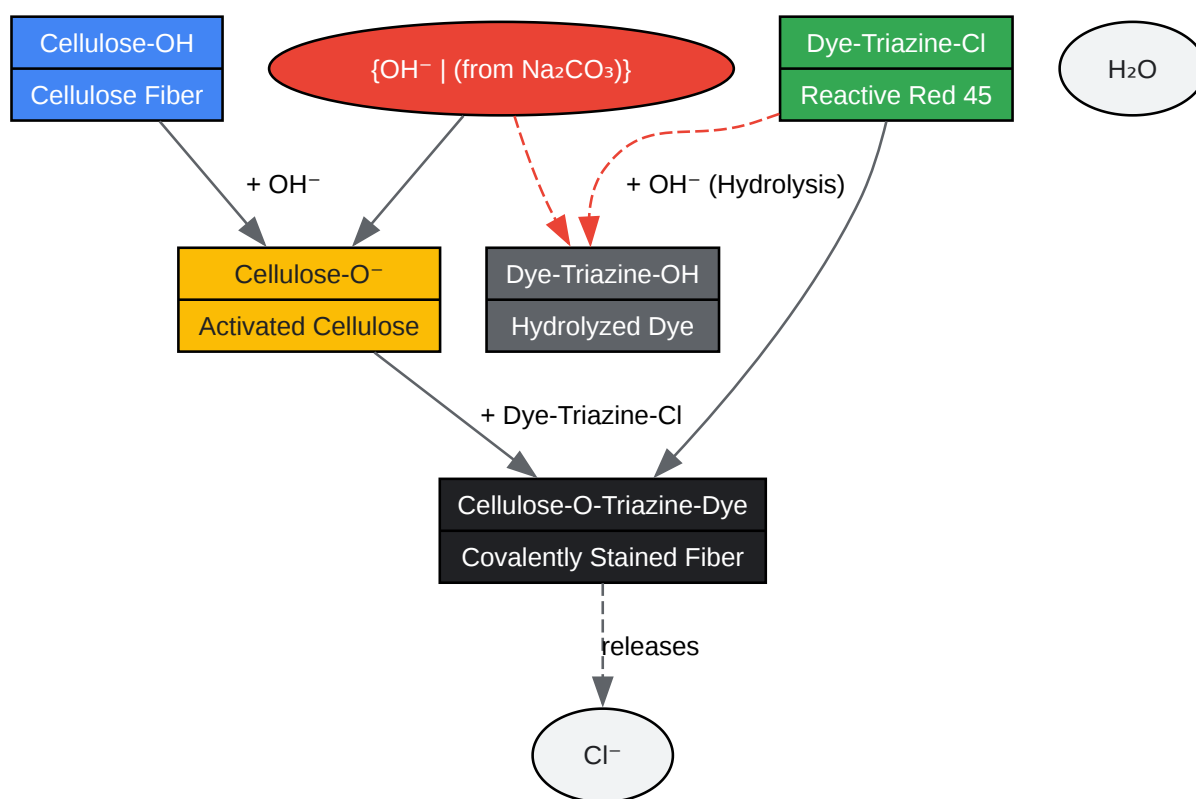 Cellulose-OH
Cellulose Fiber
{OH⁻ | (from Na₂CO₃)}
Dye-Triazine-Cl
Reactive Red 45
H₂O
+ OH⁻
+ OH⁻ (Hydrolysis)
Cellulose-O⁻
Activated Cellulose
Dye-Triazine-OH
Hydrolyzed Dye
+ Dye-Triazine-Cl
Cellulose-O-Triazine-Dye
Covalently Stained Fiber
releases
Cl⁻